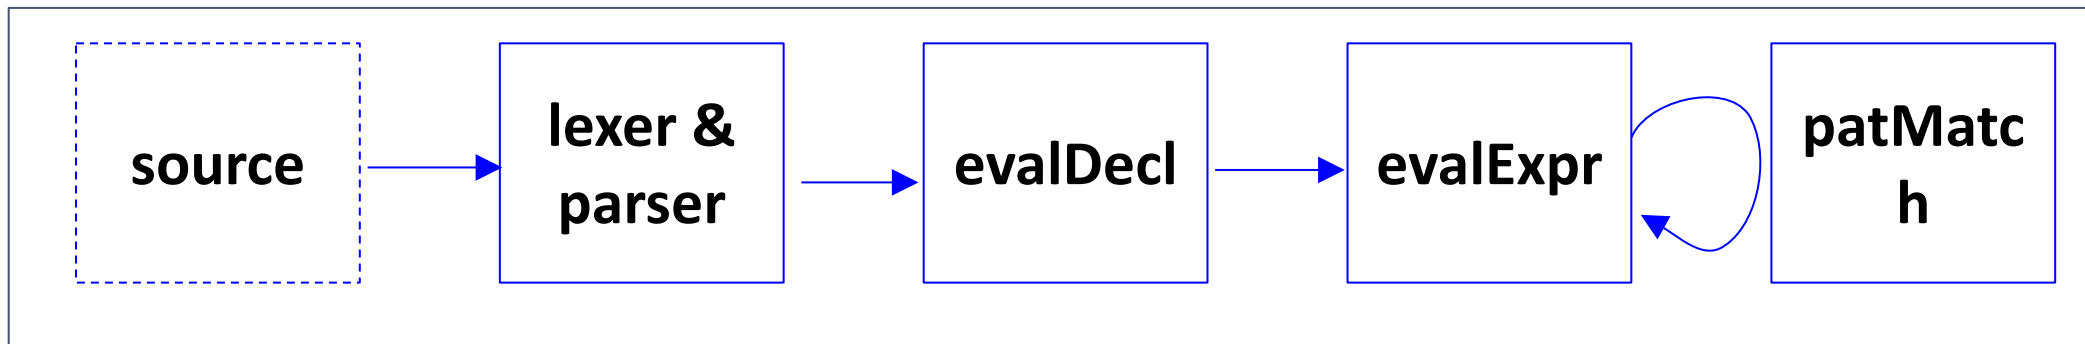 source
lexer &
parser
evalDecl
evalExpr
patMatc
h